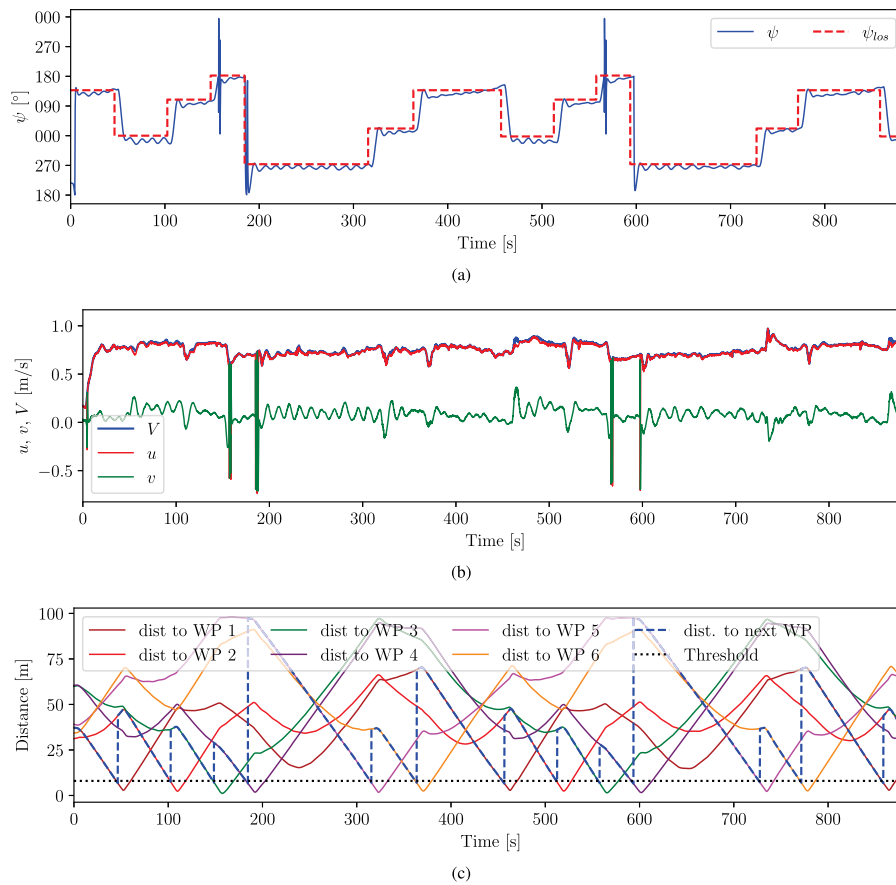 000
270
180
090
000
270
180
ψ [°]
ψ
ψlos
0 100 200 300 400 500 600 700 800
Time [s]
(a)
1.0
0.5
0.0
−0.5
u, v, V [m/s]
V
u
v
0 100 200 300 400 500 600 700 800
Time [s]
(b)
100
75
50
25
0
Distance [m]
dist to WP 1 dist to WP 3 dist to WP 5 dist. to next WP
dist to WP 2 dist to WP 4 dist to WP 6 Threshold
0 100 200 300 400 500 600 700 800
Time [s]
(c)